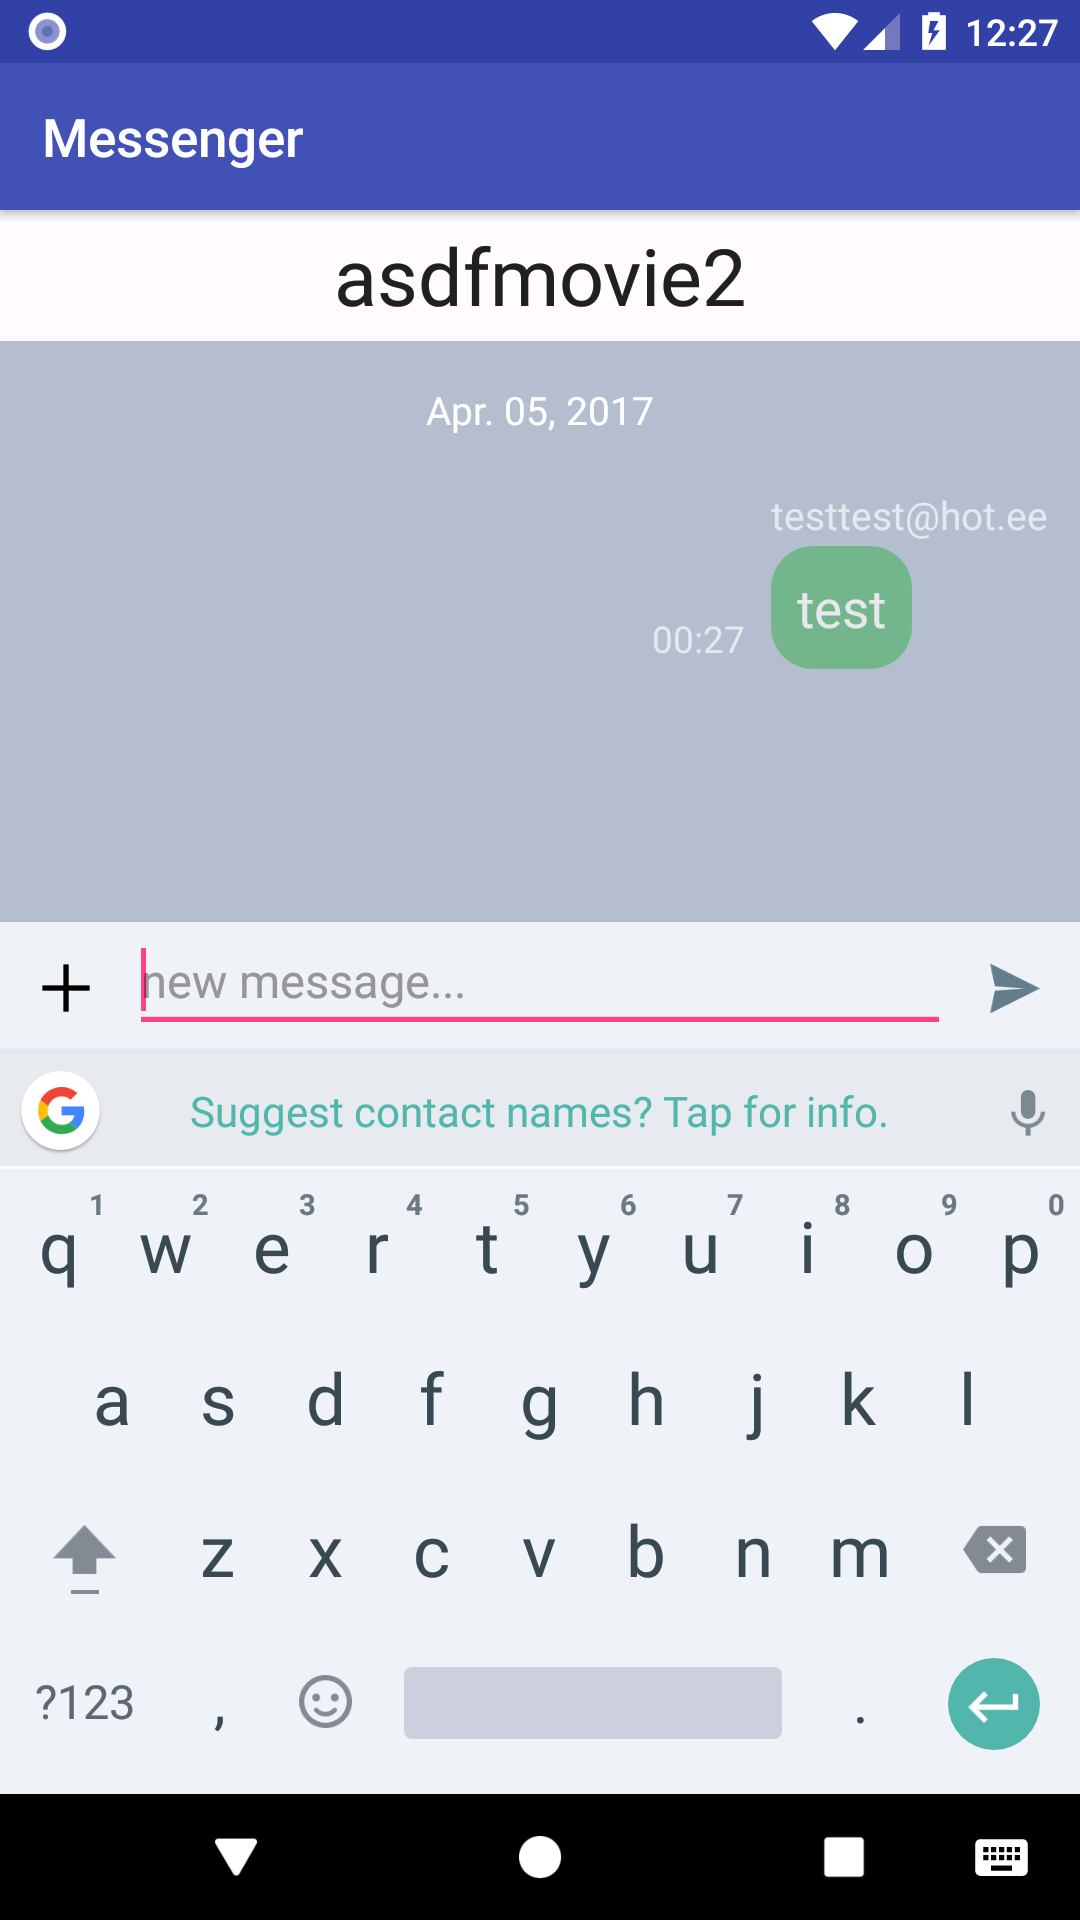 12:27
Messenger
asdfmovie2
Apr. 05, 2017
testtest@hot.ee
test
00:27
new message...
Suggest contact names? Tap for info.
1 2 3 4 5 6 7 8 9 0
q w e r t y u i o p
a s d f g h j k l
z x c v b n m
?123 , .